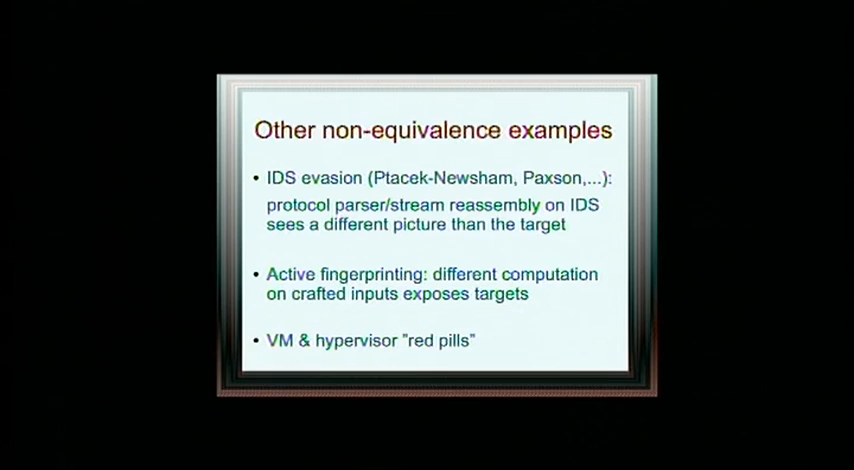 Other non-equivalence examples
• IDS evasion (Ptacek-Newsham, Paxson,...):
protocol parser/stream reassembly on IDS
sees a different picture than the target
• Active fingerprinting: different computation
on crafted inputs exposes targets
• VM & hypervisor "red pills"